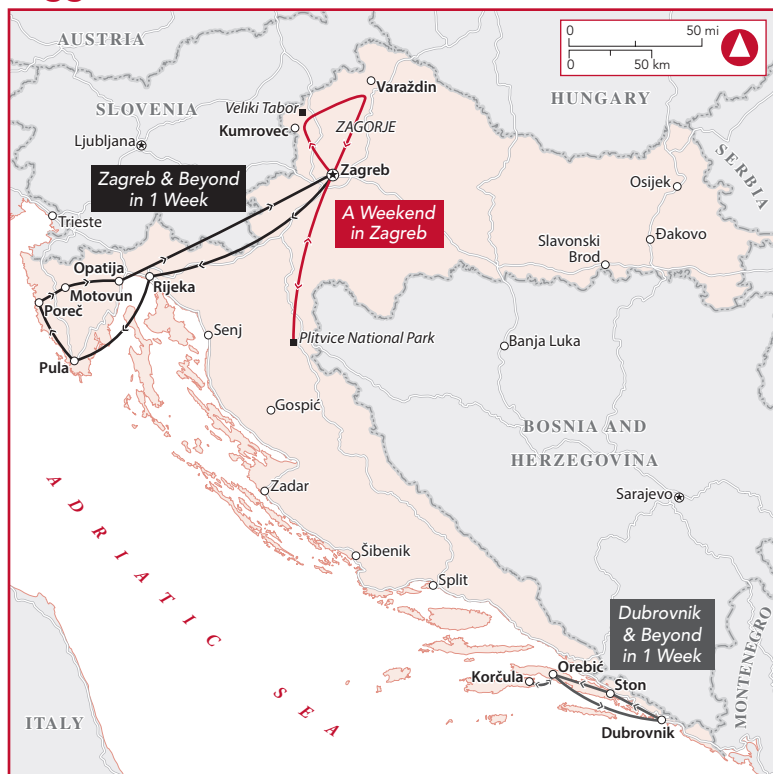 AUSTRIA
0 50 mi
0 50 km
Varaždin
HUNGARY
SLOVENIA
Veliki Tabor
Kumrovec
ZAGORJE
Ljubljana
SERBIA
Zagreb & Beyond
in 1 Week
Zagreb
Osijek
A Weekend
in Zagreb
Trieste
Đakovo
Slavonski
Brod
Opatija
Motovun
Rijeka
Poreč
Senj
Plitvice National Park
Banja Luka
Pula
Gospić
BOSNIA AND
HERZEGOVINA
ADRIATIC SEA
Zadar
Sarajevo
Šibenik
Split
Dubrovnik
& Beyond
in 1 Week
MONTENEGRO
Orebić
Korčula
Ston
ITALY
Dubrovnik